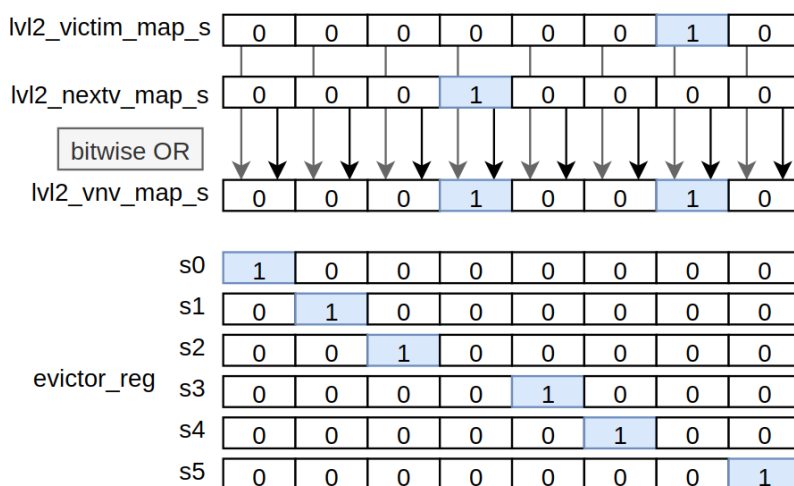 lvl2_victim_map_s 0 0 0 0 0 0 1 0
lvl2_nextv_map_s 0 0 0 1 0 0 0 0
bitwise OR
lvl2_vnv_map_s 0 0 0 1 0 0 1 0
s0 1 0 0 0 0 0 0 0
s1 0 1 0 0 0 0 0 0
s2 0 0 1 0 0 0 0 0
evictor_reg
s3 0 0 0 0 1 0 0 0
s4 0 0 0 0 0 1 0 0
s5 0 0 0 0 0 0 0 1